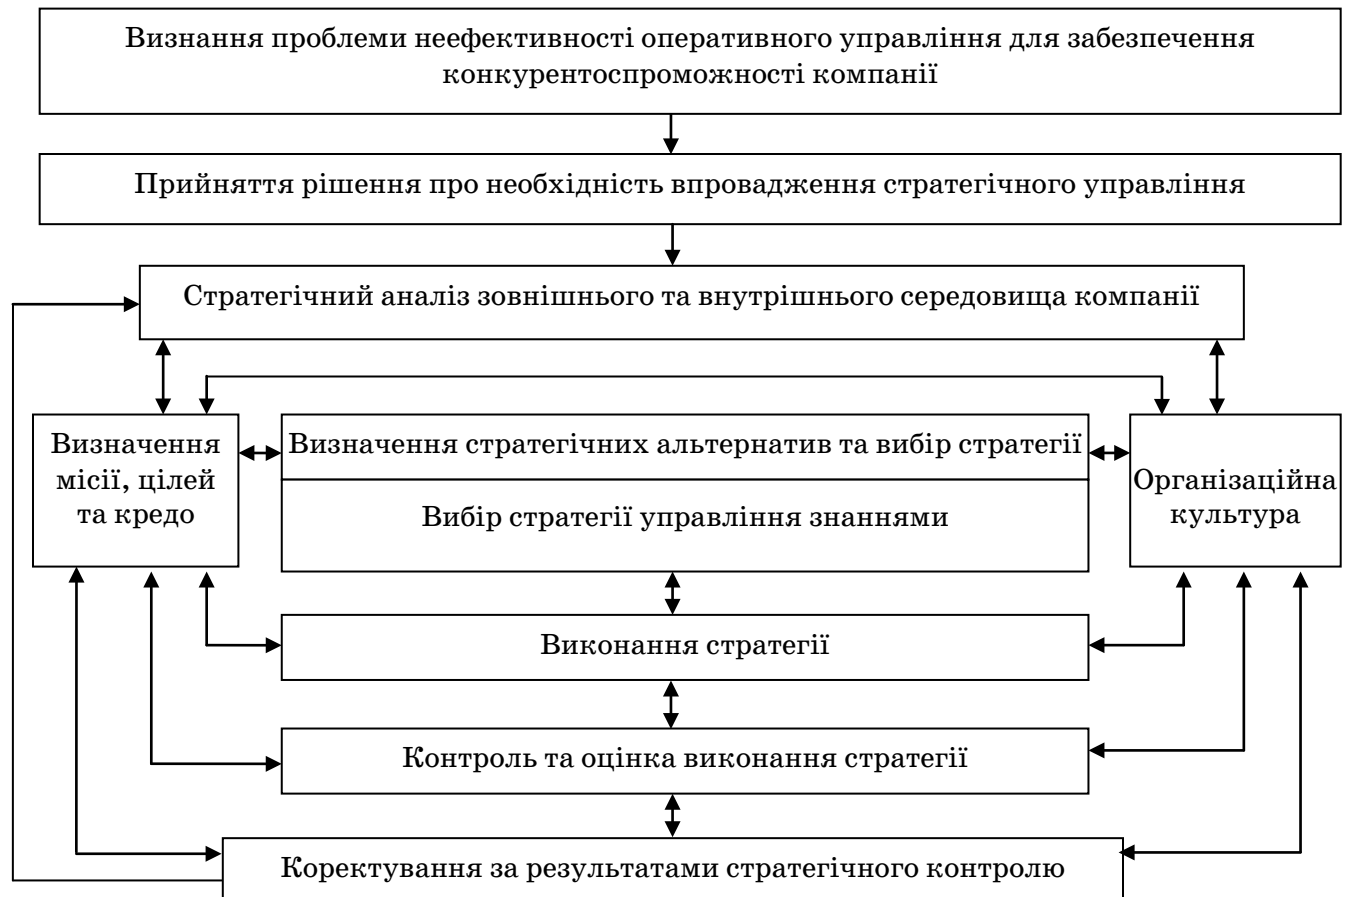 Визнання проблеми неефективності оперативного управління для забезпечення
конкурентоспроможності компанії
Прийняття рішення про необхідність впровадження стратегічного управління
Стратегічний аналіз зовнішнього та внутрішнього середовища компанії
Визначення
місії, цілей
та кредо
Визначення стратегічних альтернатив та вибір стратегії
Вибір стратегії управління знаннями
Організаційна
культура
Виконання стратегії
Контроль та оцінка виконання стратегії
Коректування за результатами стратегічного контролю